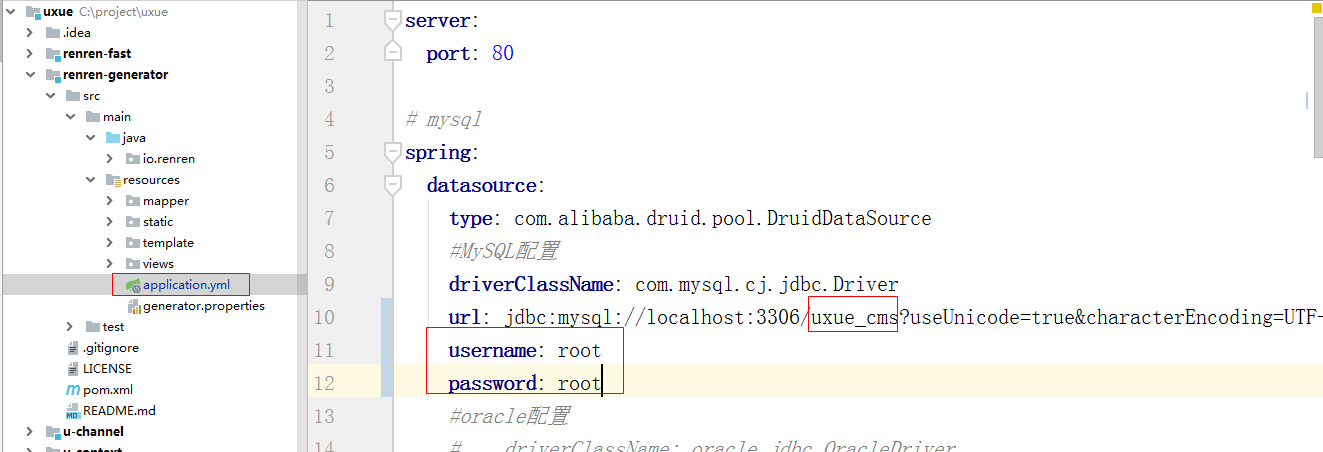 uxue C:\project\uxue
.idea
renren-fast
renren-generator
src
main
java
io.renren
resources
mapper
static
template
views
application.yml
generator.properties
test
.gitignore
LICENSE
pom.xml
README.md
u-channel
u-context
1 server:
2 port: 80
3
4 # mysql
5 spring:
6 datasource:
7 type: com.alibaba.druid.pool.DruidDataSource
8 #MySQL配置
9 driverClassName: com.mysql.cj.jdbc.Driver
10 url: jdbc:mysql://localhost:3306/uxue_cms?useUnicode=true&characterEncoding=UTF-
11 username: root
12 password: root
13 #oracle配置
14 # driverClassName: oracle.jdbc.OracleDriver